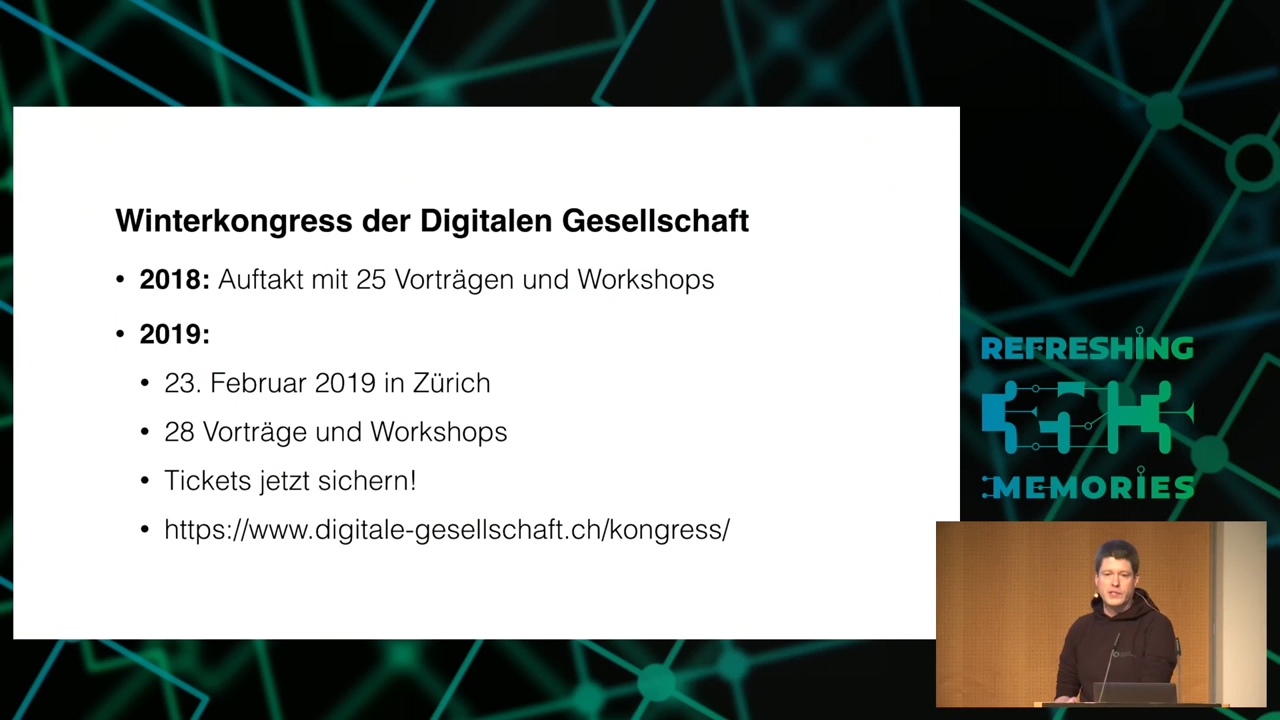 Winterkongress der Digitalen Gesellschaft
• 2018: Auftakt mit 25 Vorträgen und Workshops
• 2019:
• 23. Februar 2019 in Zürich
• 28 Vorträge und Workshops
• Tickets jetzt sichern!
• https://www.digitale-gesellschaft.ch/kongress/
REFRESHING
35C3
MEMORIES